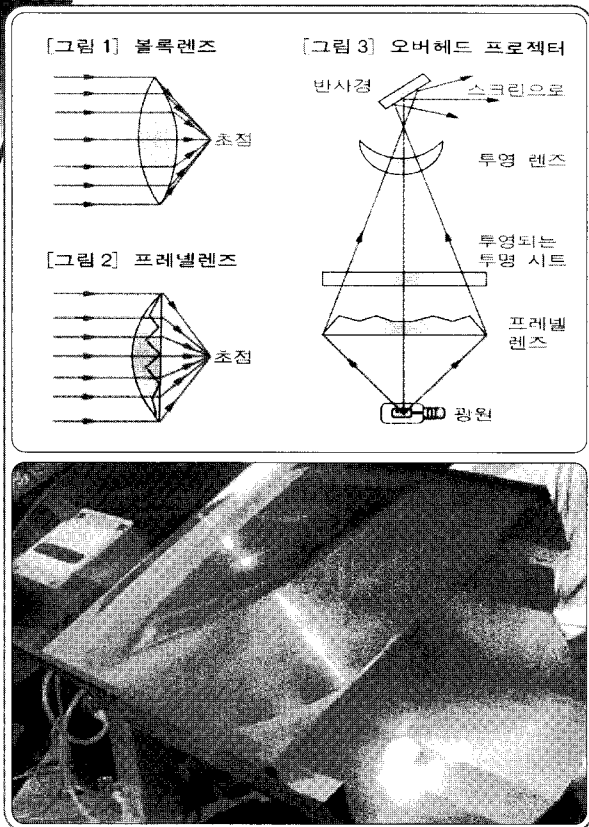 [그림 1] 볼록렌즈
초점
[그림 2] 프레넬렌즈
초점
[그림 3] 오버헤드 프로젝터
반사경
스크린으로
투영 렌즈
투영되는
투명 시트
프레넬
렌즈
광원